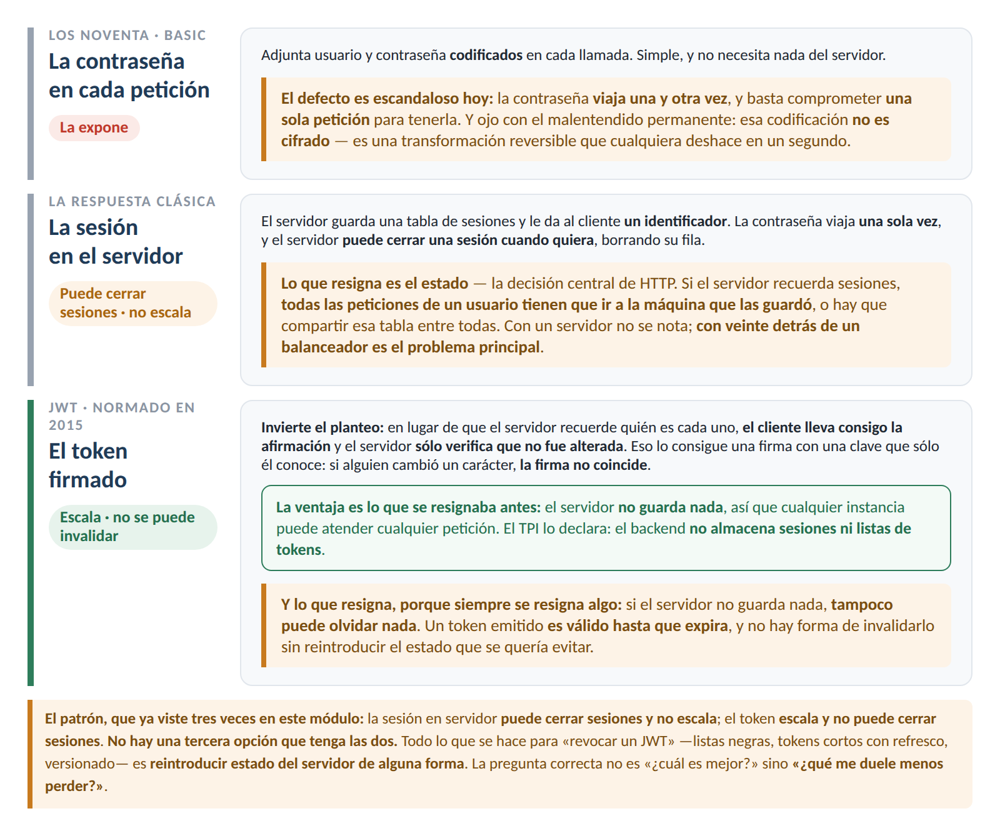 LOS NOVENTA · BASIC
La contraseña
en cada petición
La expone
Adjunta usuario y contraseña codificados en cada llamada. Simple, y no necesita nada del servidor.
El defecto es escandaloso hoy: la contraseña viaja una y otra vez, y basta comprometer una
sola petición para tenerla. Y ojo con el malentendido permanente: esa codificación no es
cifrado — es una transformación reversible que cualquiera deshace en un segundo.
LA RESPUESTA CLÁSICA
La sesión
en el servidor
Puede cerrar
sesiones · no escala
El servidor guarda una tabla de sesiones y le da al cliente un identificador. La contraseña viaja una sola vez,
y el servidor puede cerrar una sesión cuando quiera, borrando su fila.
Lo que resigna es el estado — la decisión central de HTTP. Si el servidor recuerda sesiones,
todas las peticiones de un usuario tienen que ir a la máquina que las guardó, o hay que
compartir esa tabla entre todas. Con un servidor no se nota; con veinte detrás de un
balanceador es el problema principal.
JWT · NORMADO EN
2015
El token
firmado
Escala · no se puede
invalidar
Invierte el planteo: en lugar de que el servidor recuerde quién es cada uno, el cliente lleva consigo la
afirmación y el servidor sólo verifica que no fue alterada. Eso lo consigue una firma con una clave que sólo
él conoce: si alguien cambió un carácter, la firma no coincide.
La ventaja es lo que se resignaba antes: el servidor no guarda nada, así que cualquier instancia
puede atender cualquier petición. El TPI lo declara: el backend no almacena sesiones ni listas de
tokens.
Y lo que resigna, porque siempre se resigna algo: si el servidor no guarda nada, tampoco
puede olvidar nada. Un token emitido es válido hasta que expira, y no hay forma de invalidarlo
sin reintroducir el estado que se quería evitar.
El patrón, que ya viste tres veces en este módulo: la sesión en servidor puede cerrar sesiones y no escala; el token escala y no puede cerrar
sesiones. No hay una tercera opción que tenga las dos. Todo lo que se hace para «revocar un JWT» —listas negras, tokens cortos con refresco,
versionado— es reintroducir estado del servidor de alguna forma. La pregunta correcta no es «¿cuál es mejor?» sino «¿qué me duele menos
perder?».